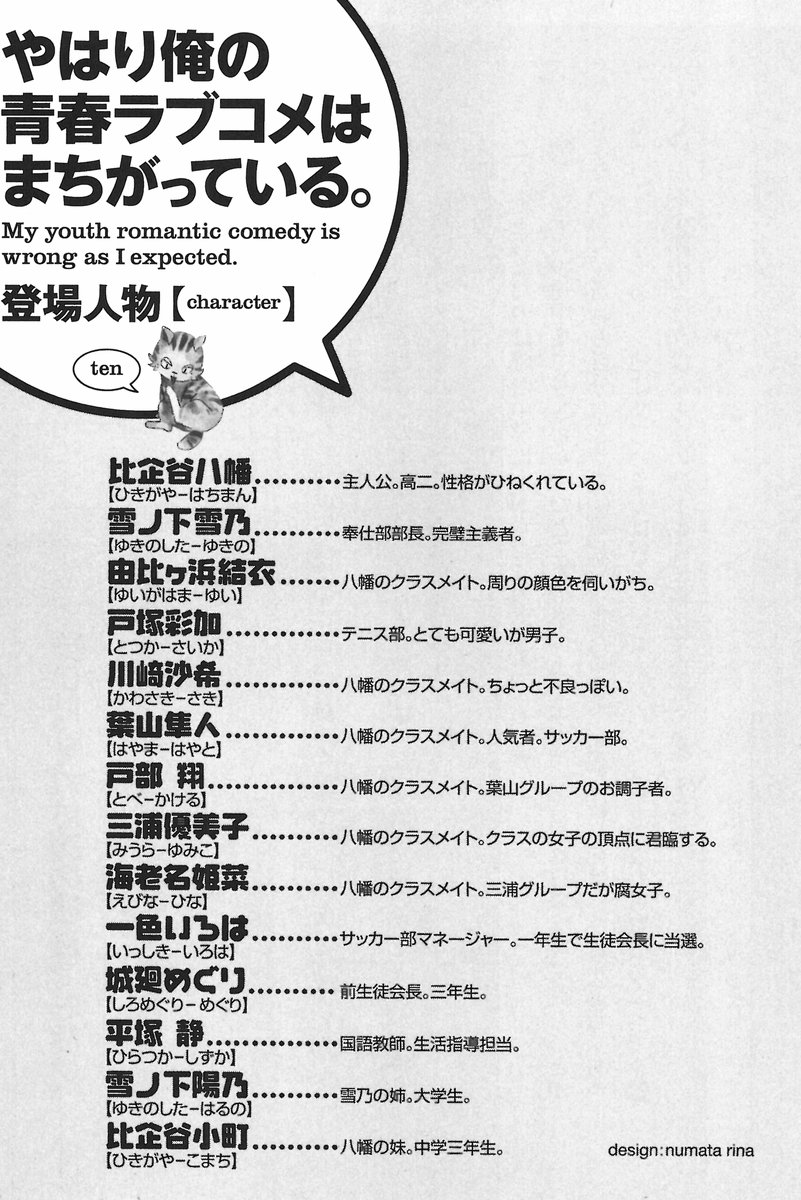 やはり俺の
青春ラブコメは
まちがっている。
My youth romantic comedy is
wrong as I expected.
登場人物【character】
ten
比企谷八幡………主人公。高二。性格がひねくれている。
【ひきがや－はちまん】
雪ノ下雪乃………奉仕部部長。完璧主義者。
【ゆきのした－ゆきの】
由比ヶ浜結衣……八幡のクラスメイト。周りの顔色を伺いがち。
【ゆいがはま－ゆい】
戸塚彩加…………テニス部。とても可愛いが男子。
【とつか－さいか】
川﨑沙希…………八幡のクラスメイト。ちょっと不良っぽい。
【かわさき－さき】
葉山隼人…………八幡のクラスメイト。人気者。サッカー部。
【はやま－はやと】
戸部 翔…………八幡のクラスメイト。葉山グループのお調子者。
【とべ－かける】
三浦優美子………八幡のクラスメイト。クラスの女子の頂点に君臨する。
【みうら－ゆみこ】
海老名姫菜………八幡のクラスメイト。三浦グループだが腐女子。
【えびな－ひな】
一色いろは………サッカー部マネージャー。一年生で生徒会長に当選。
【いっしき－いろは】
城廻めぐり………前生徒会長。三年生。
【しろめぐり－めぐり】
平塚 静…………国語教師。生活指導担当。
【ひらつか－しずか】
雪ノ下陽乃………雪乃の姉。大学生。
【ゆきのした－はるの】
比企谷小町………八幡の妹。中学三年生。
【ひきがや－こまち】
design:numata rina